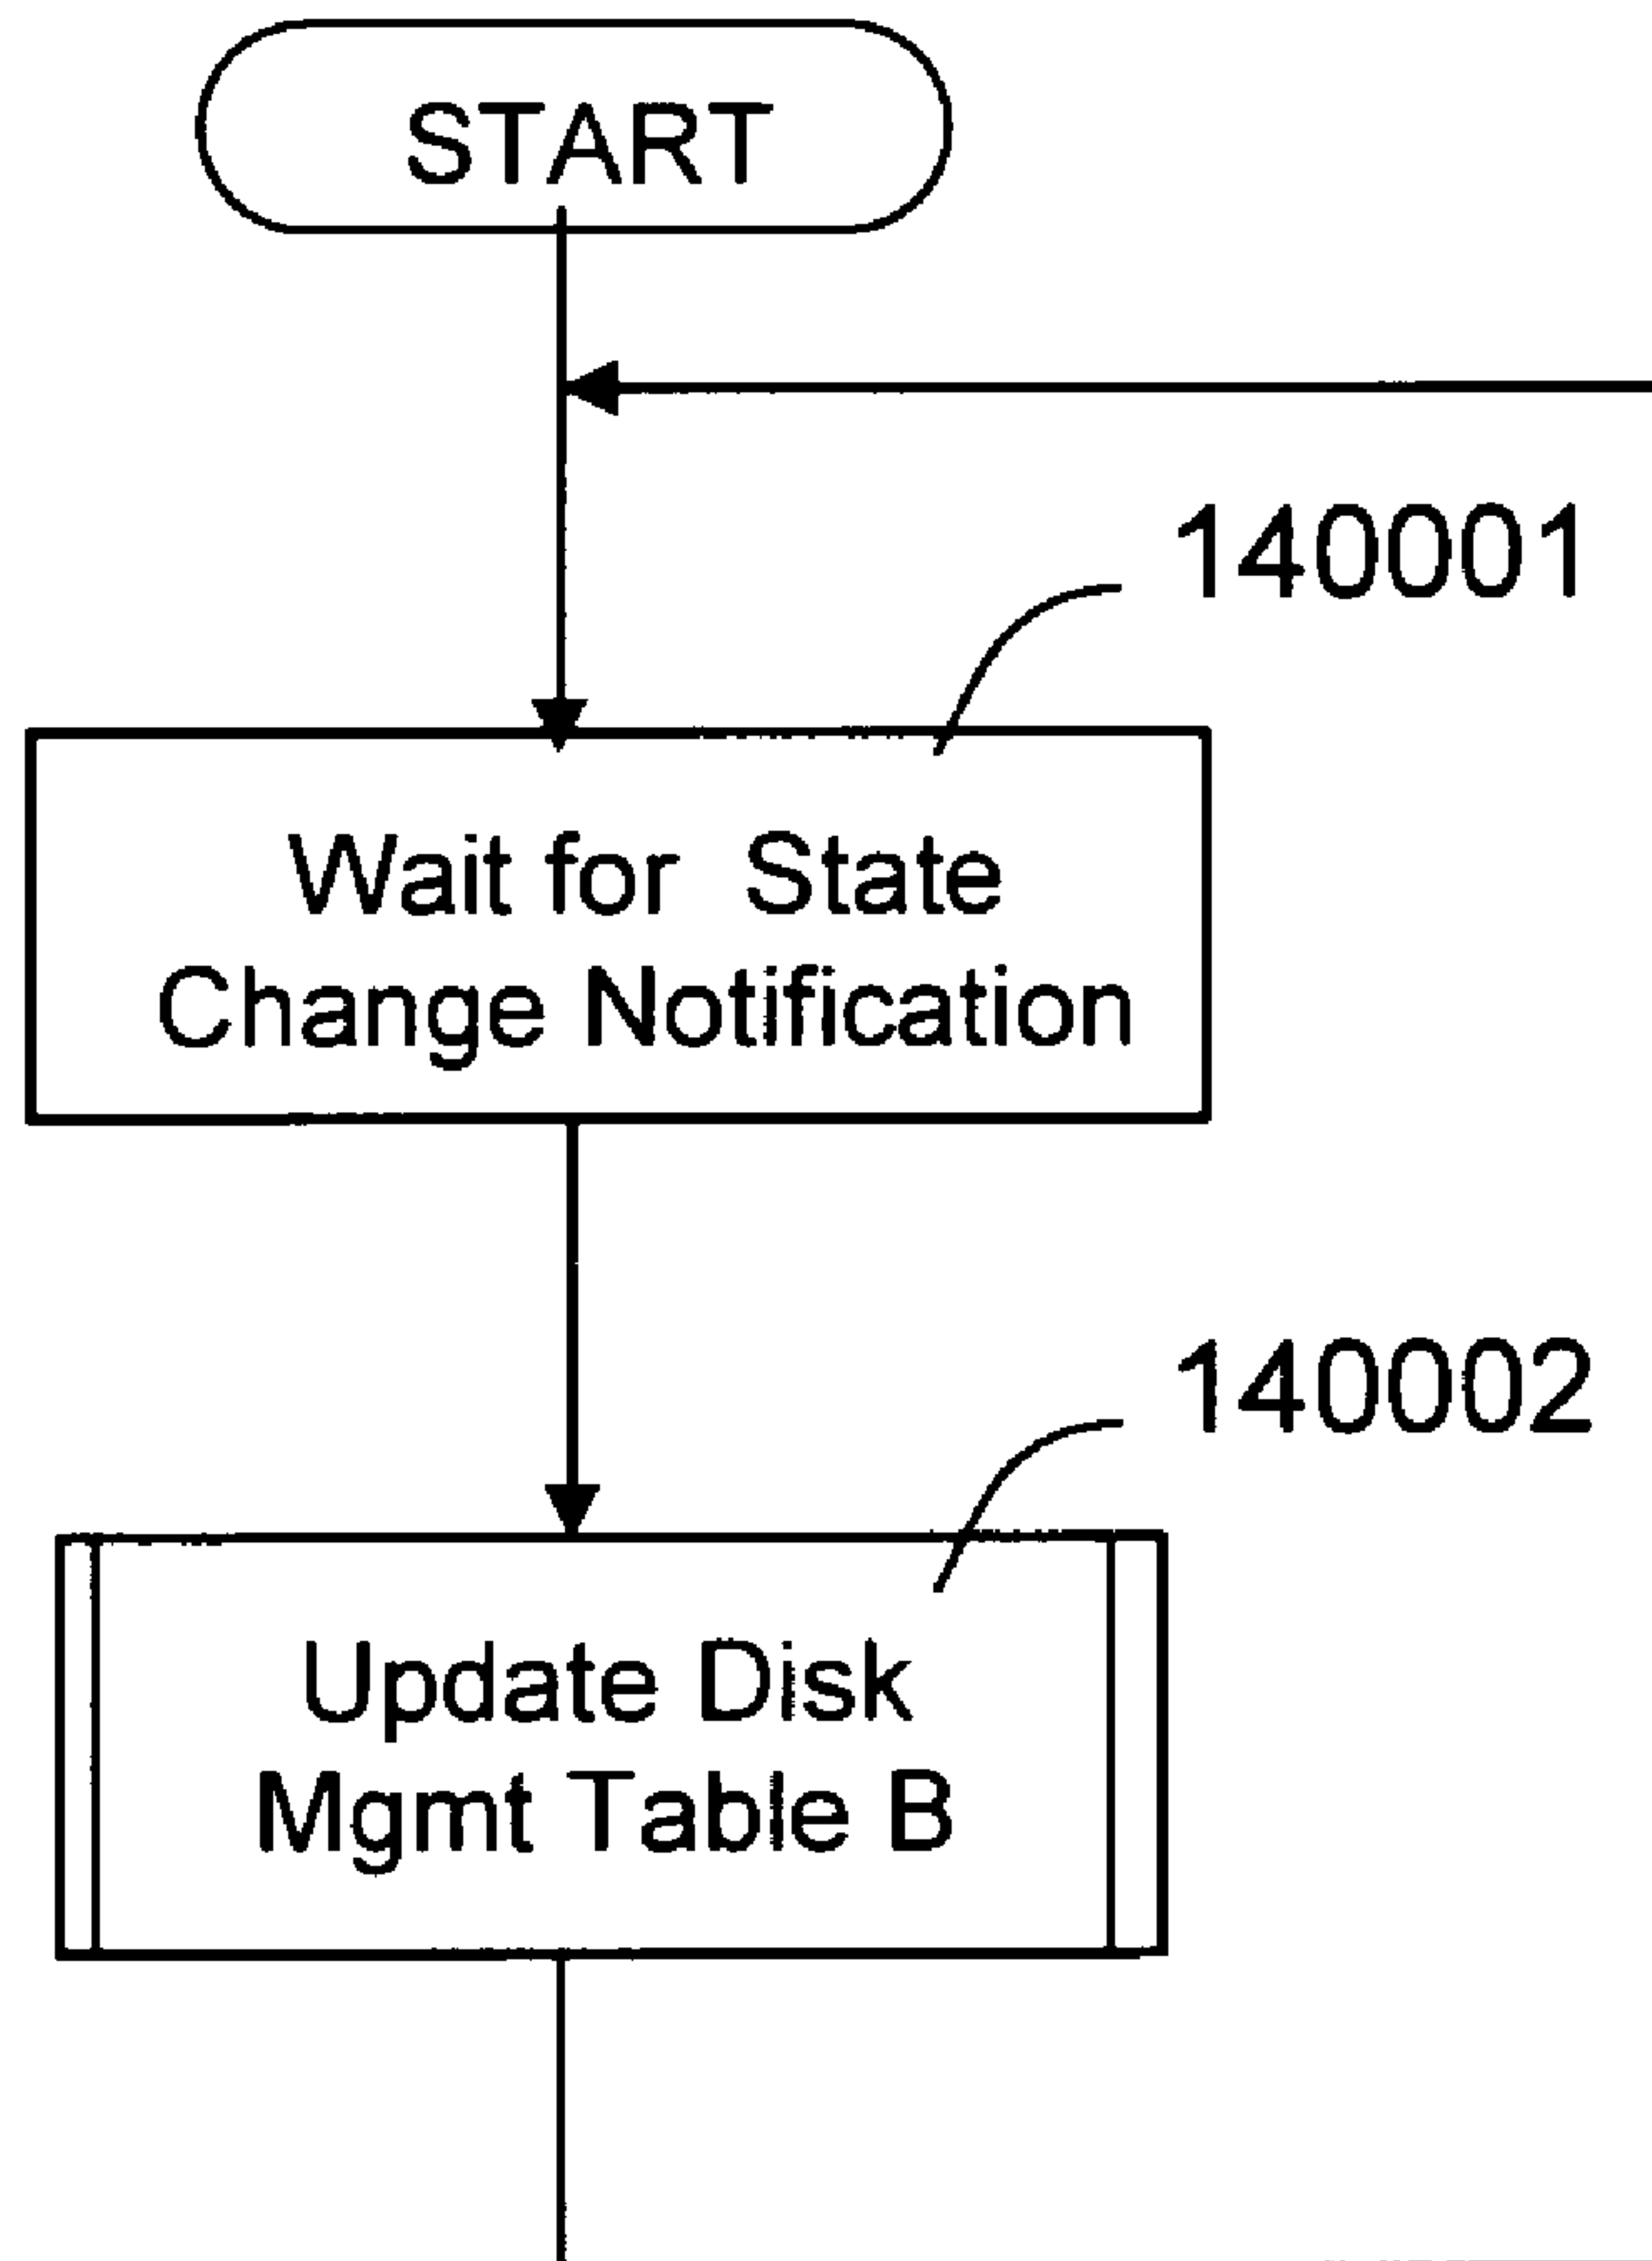 START
140001
Wait for State
Change Notification
140002
Update Disk
Mgmt Table B